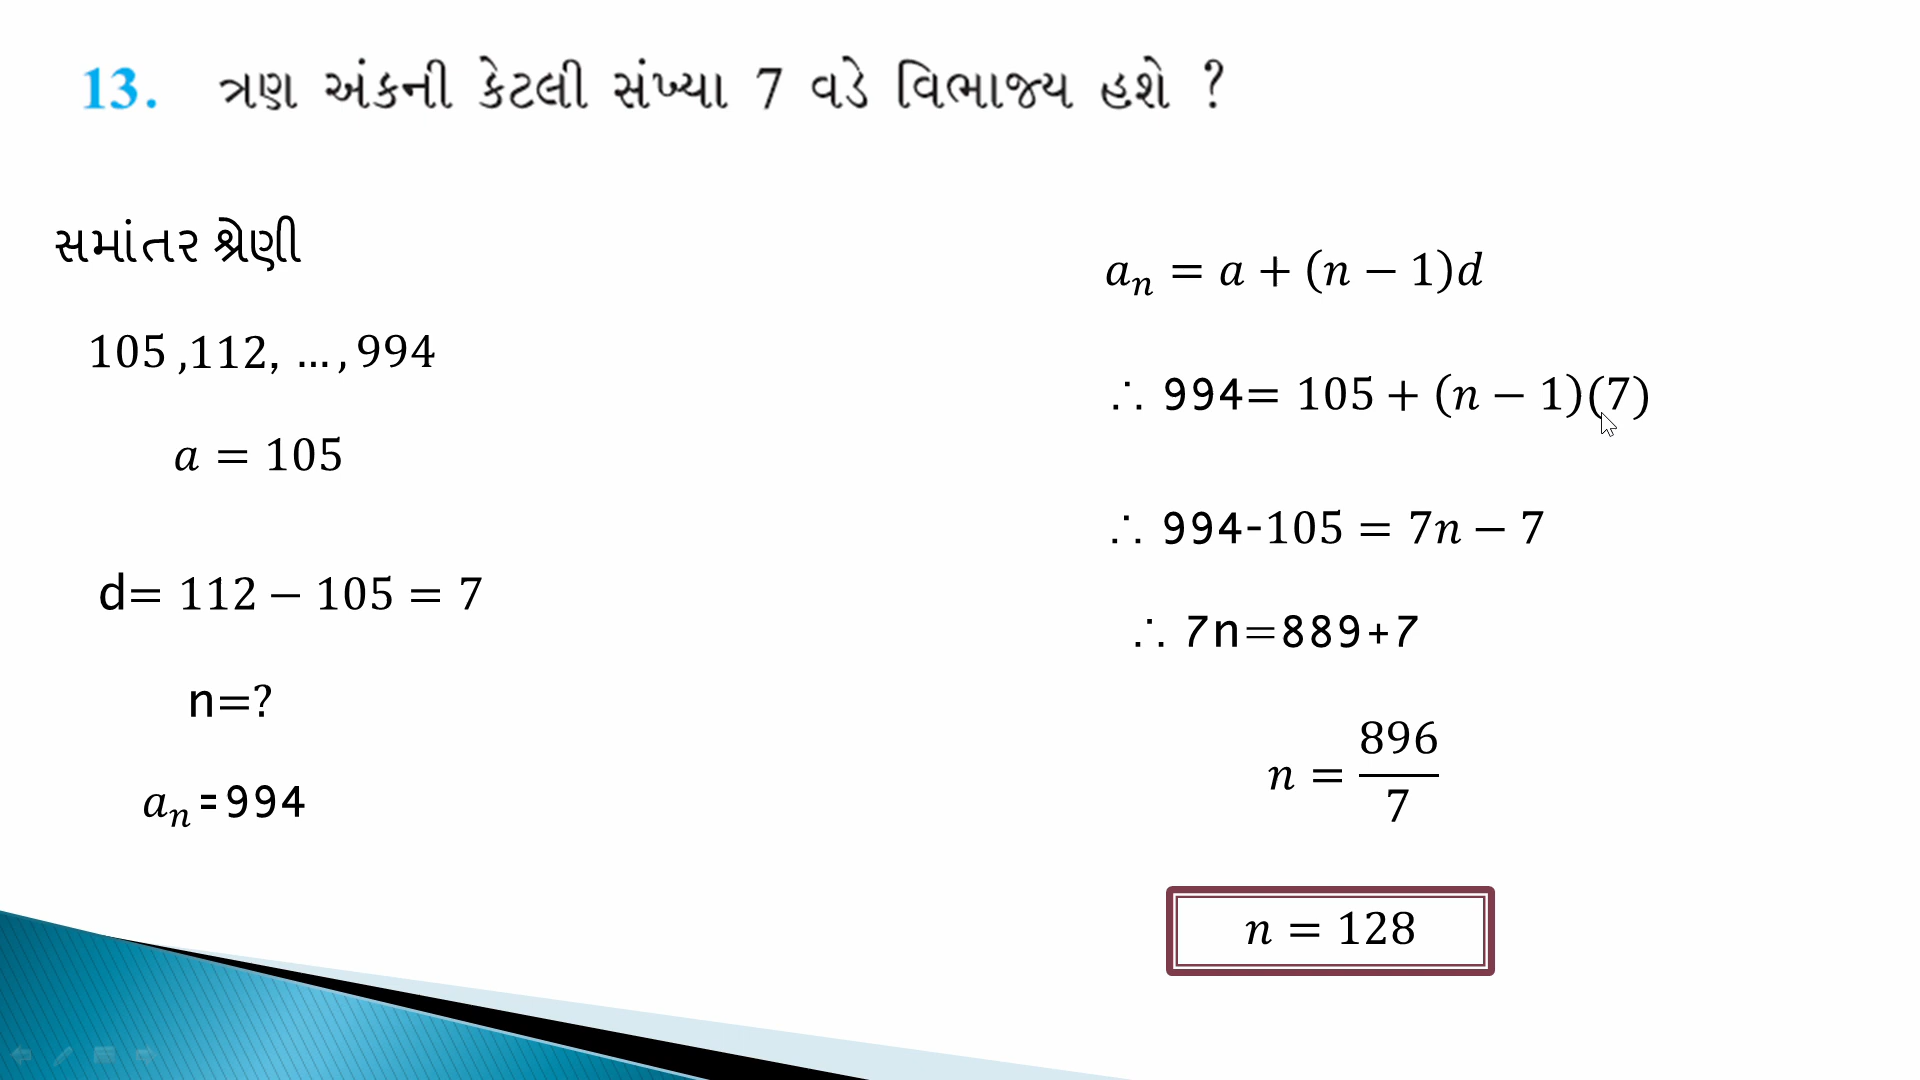 13. ત્રણ અંકની કેટલી સંખ્યા 7 વડે વિભાજ્ય હશે ?
સમાંતર શ્રેણી
105 ,112, … , 994
a = 105
d= 112 − 105 = 7
n=?
aₙ =994
aₙ = a + (n − 1)d
∴ 994= 105 + (n − 1)(7)
∴ 994-105 = 7n − 7
∴ 7n=889+7
n = 896/7
n = 128